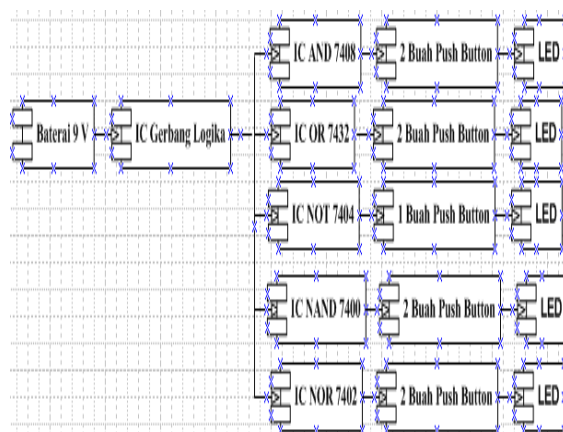 IC AND 7408
2 Buah Push Button
LED
Baterai 9 V
IC Gerbang Logika
IC OR 7432
2 Buah Push Button
LED
IC NOT 7404
1 Buah Push Button
LED
IC NAND 7400
2 Buah Push Button
LED
IC NOR 7402
2 Buah Push Button
LED